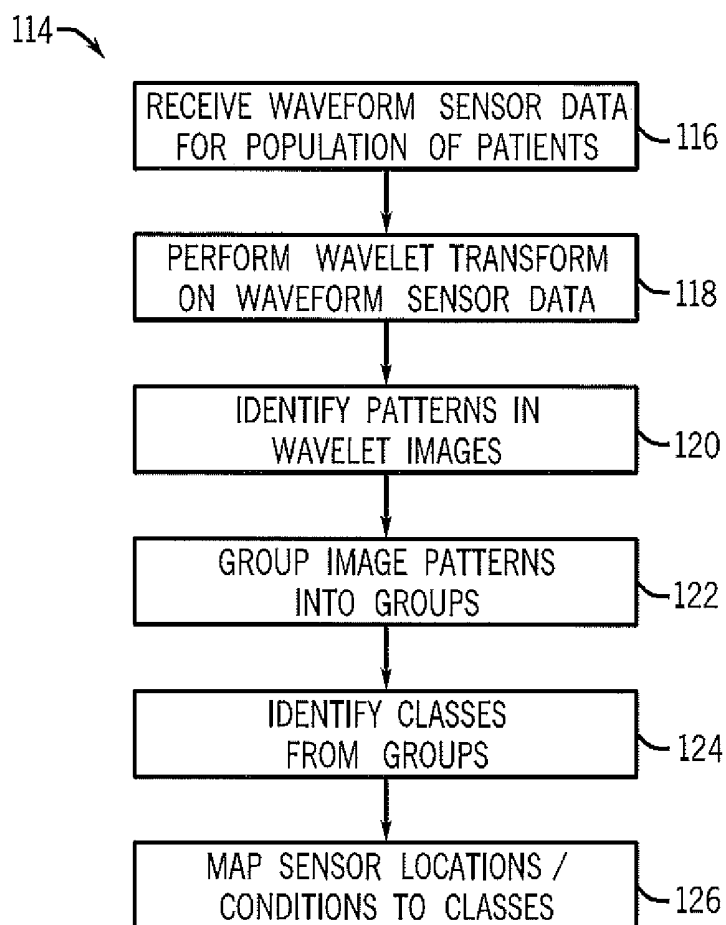 114
RECEIVE WAVEFORM SENSOR DATA
FOR POPULATION OF PATIENTS
116
PERFORM WAVELET TRANSFORM
ON WAVEFORM SENSOR DATA
118
IDENTIFY PATTERNS IN
WAVELET IMAGES
120
GROUP IMAGE PATTERNS
INTO GROUPS
122
IDENTIFY CLASSES
FROM GROUPS
124
MAP SENSOR LOCATIONS /
CONDITIONS TO CLASSES
126